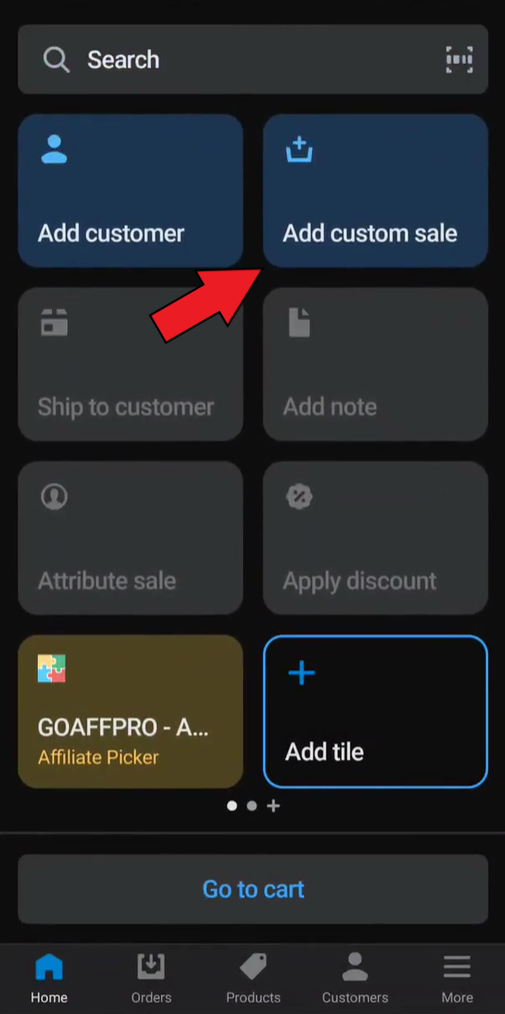 Search
Add customer
Add custom sale
Ship to customer
Add note
Attribute sale
Apply discount
GOAFFPRO - A...
Affiliate Picker
Add tile
Go to cart
Home
Orders
Products
Customers
More